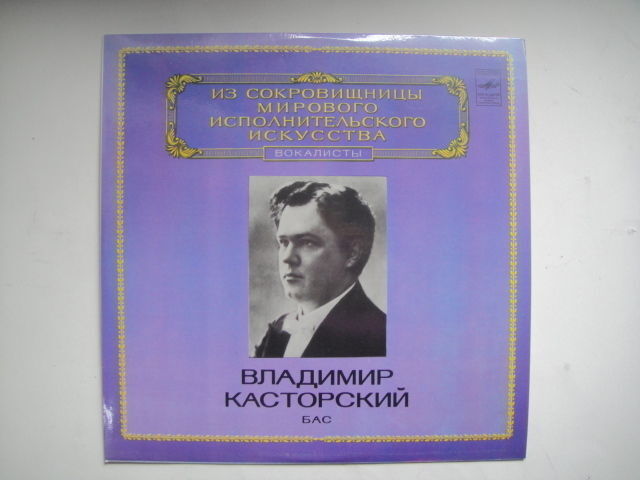 ИЗ СОКРОВИЩНИЦЫ
МИРОВОГО
ИСПОЛНИТЕЛЬСКОГО
ИСКУССТВА
ВОКАЛИСТЫ
ВЛАДИМИР
КАСТОРСКИЙ
БАС